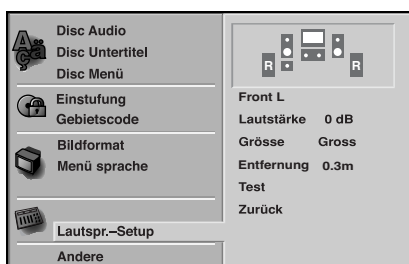 Disc Audio
Disc Untertitel
Disc Menü
Einstufung
Gebietscode
Bildformat
Menü sprache
Lautspr.–Setup
Andere
R R
Front L
Lautstärke 0 dB
Grösse Gross
Entfernung 0.3m
Test
Zurück